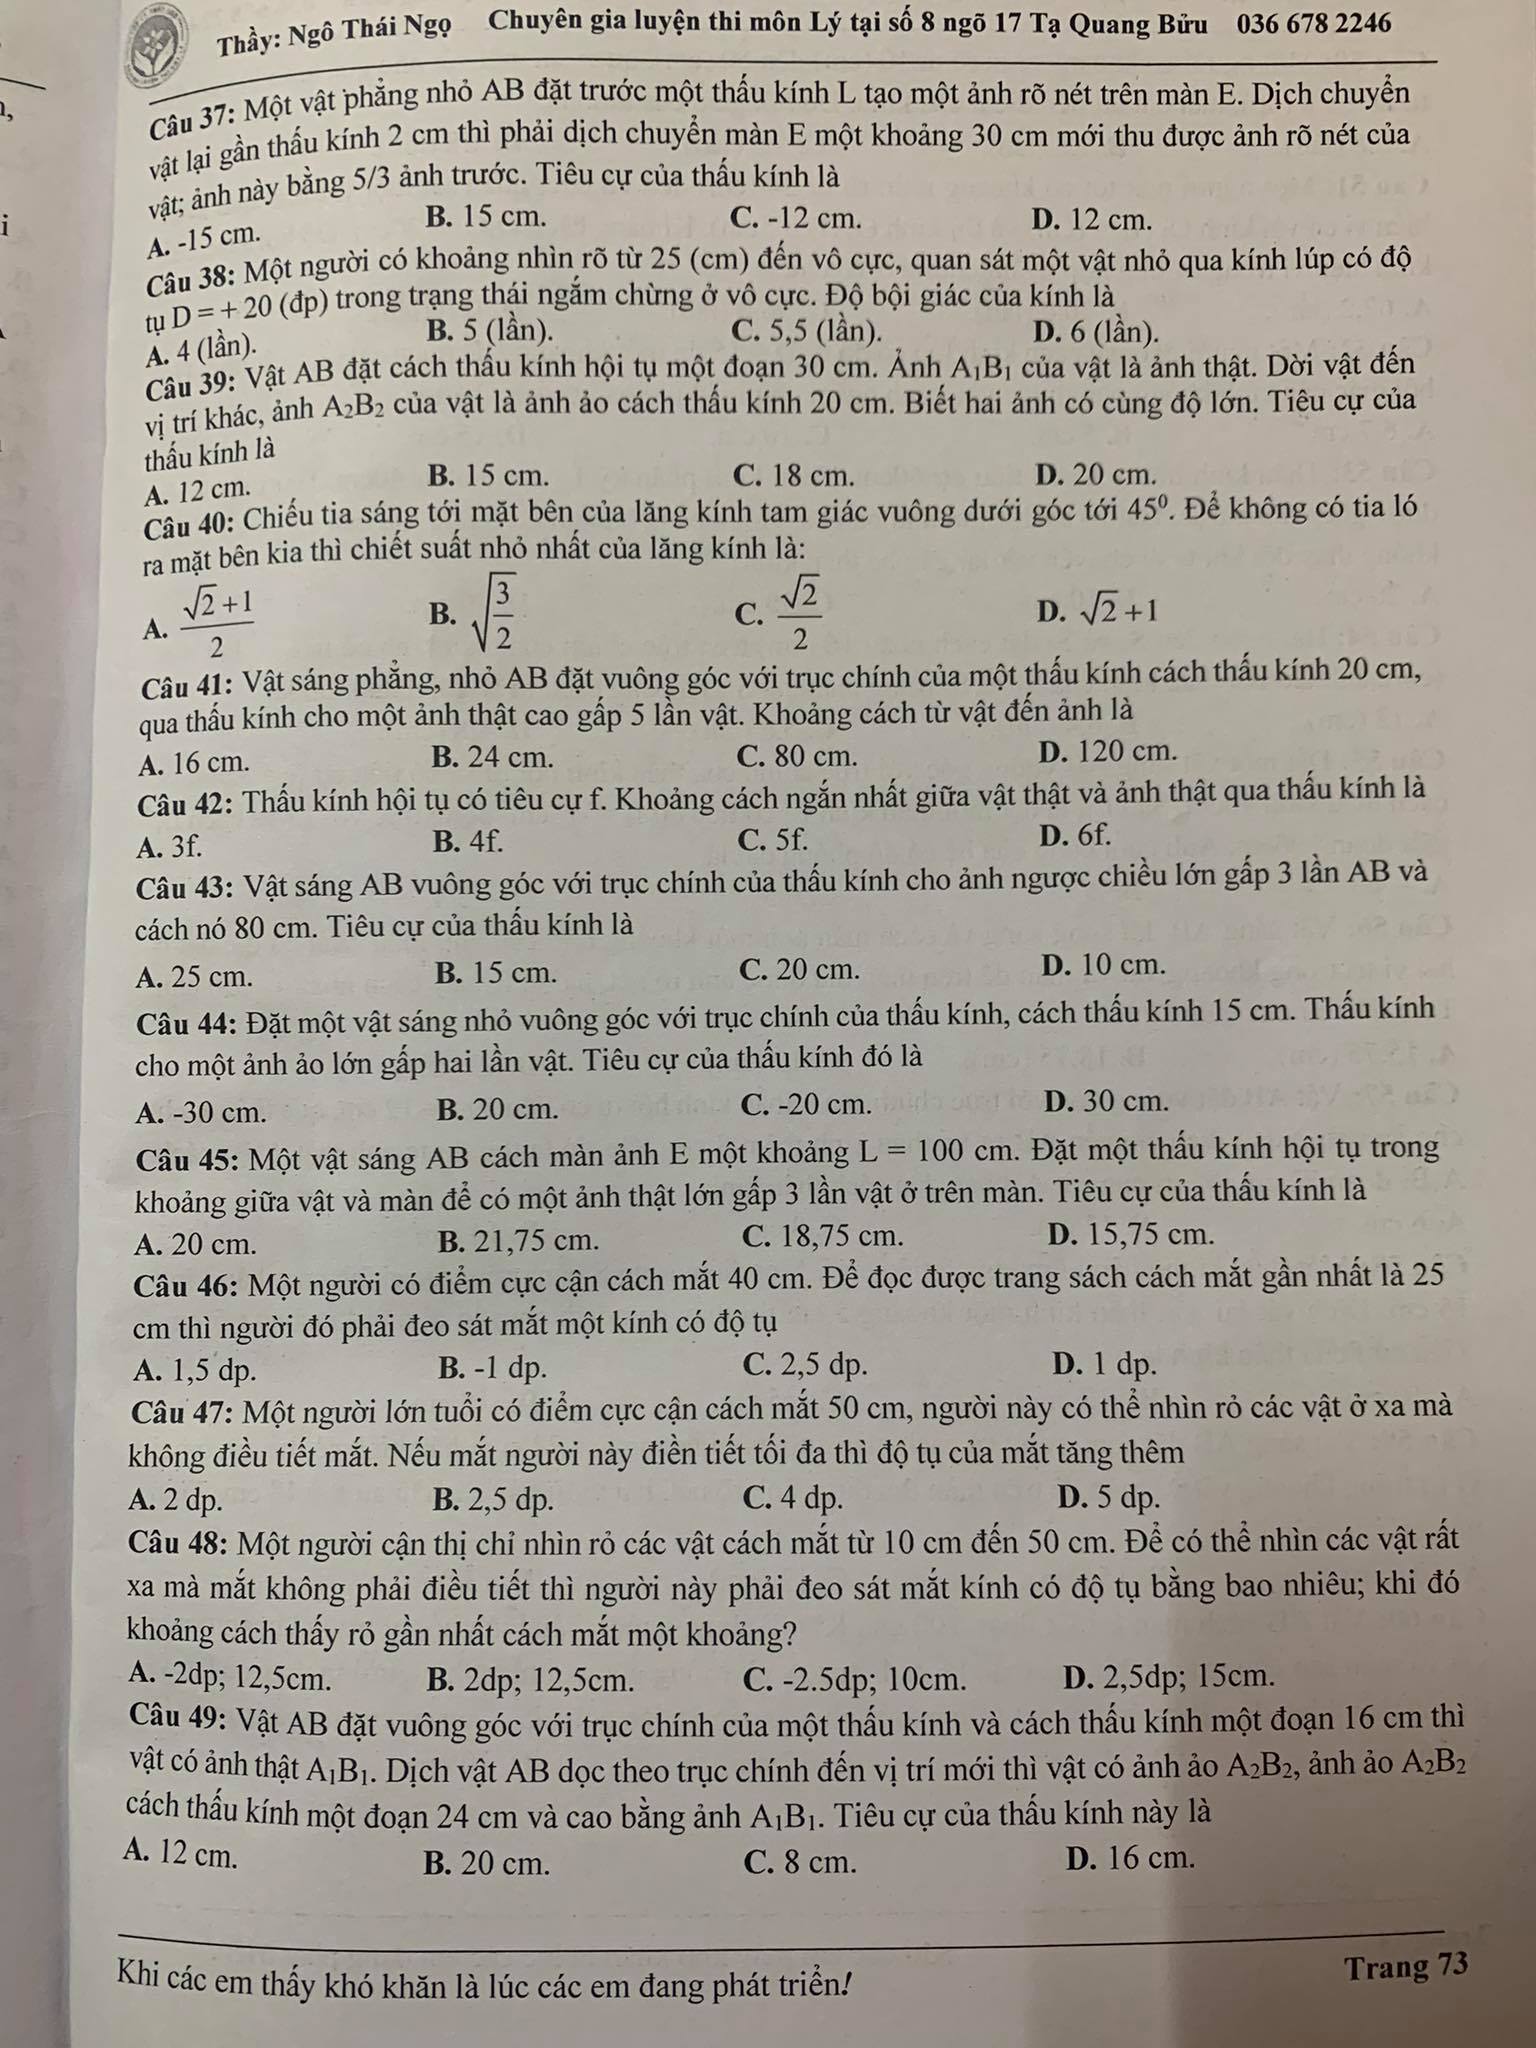 Thầy: Ngô Thái Ngọ Chuyên gia luyện thi môn Lý tại số 8 ngõ 17 Tạ Quang Bửu 036 678 2246
Câu 37: Một vật phẳng nhỏ AB đặt trước một thấu kính L tạo một ảnh rõ nét trên màn E. Dịch chuyển
vật lại gần thấu kính 2 cm thì phải dịch chuyển màn E một khoảng 30 cm mới thu được ảnh rõ nét của
vật; ảnh này bằng 5/3 ảnh trước. Tiêu cự của thấu kính là
A. -15 cm. B. 15 cm. C. -12 cm. D. 12 cm.
Câu 38: Một người có khoảng nhìn rõ từ 25 (cm) đến vô cực, quan sát một vật nhỏ qua kính lúp có độ
tụ D = + 20 (đp) trong trạng thái ngắm chừng ở vô cực. Độ bội giác của kính là
A. 4 (lần). B. 5 (lần). C. 5,5 (lần). D. 6 (lần).
Câu 39: Vật AB đặt cách thấu kính hội tụ một đoạn 30 cm. Ảnh A₁B₁ của vật là ảnh thật. Dời vật đến
vị trí khác, ảnh A₂B₂ của vật là ảnh ảo cách thấu kính 20 cm. Biết hai ảnh có cùng độ lớn. Tiêu cự của
thấu kính là
A. 12 cm. B. 15 cm. C. 18 cm. D. 20 cm.
Câu 40: Chiếu tia sáng tới mặt bên của lăng kính tam giác vuông dưới góc tới 45⁰. Để không có tia ló
ra mặt bên kia thì chiết suất nhỏ nhất của lăng kính là:
A. (√2+1)/2 B. √(3/2) C. √2/2 D. √2+1
Câu 41: Vật sáng phẳng, nhỏ AB đặt vuông góc với trục chính của một thấu kính cách thấu kính 20 cm,
qua thấu kính cho một ảnh thật cao gấp 5 lần vật. Khoảng cách từ vật đến ảnh là
A. 16 cm. B. 24 cm. C. 80 cm. D. 120 cm.
Câu 42: Thấu kính hội tụ có tiêu cự f. Khoảng cách ngắn nhất giữa vật thật và ảnh thật qua thấu kính là
A. 3f. B. 4f. C. 5f. D. 6f.
Câu 43: Vật sáng AB vuông góc với trục chính của thấu kính cho ảnh ngược chiều lớn gấp 3 lần AB và
cách nó 80 cm. Tiêu cự của thấu kính là
A. 25 cm. B. 15 cm. C. 20 cm. D. 10 cm.
Câu 44: Đặt một vật sáng nhỏ vuông góc với trục chính của thấu kính, cách thấu kính 15 cm. Thấu kính
cho một ảnh ảo lớn gấp hai lần vật. Tiêu cự của thấu kính đó là
A. -30 cm. B. 20 cm. C. -20 cm. D. 30 cm.
Câu 45: Một vật sáng AB cách màn ảnh E một khoảng L = 100 cm. Đặt một thấu kính hội tụ trong
khoảng giữa vật và màn để có một ảnh thật lớn gấp 3 lần vật ở trên màn. Tiêu cự của thấu kính là
A. 20 cm. B. 21,75 cm. C. 18,75 cm. D. 15,75 cm.
Câu 46: Một người có điểm cực cận cách mắt 40 cm. Để đọc được trang sách cách mắt gần nhất là 25
cm thì người đó phải đeo sát mắt một kính có độ tụ
A. 1,5 dp. B. -1 dp. C. 2,5 dp. D. 1 dp.
Câu 47: Một người lớn tuổi có điểm cực cận cách mắt 50 cm, người này có thể nhìn rỏ các vật ở xa mà
không điều tiết mắt. Nếu mắt người này điền tiết tối đa thì độ tụ của mắt tăng thêm
A. 2 dp. B. 2,5 dp. C. 4 dp. D. 5 dp.
Câu 48: Một người cận thị chỉ nhìn rỏ các vật cách mắt từ 10 cm đến 50 cm. Để có thể nhìn các vật rất
xa mà mắt không phải điều tiết thì người này phải đeo sát mắt kính có độ tụ bằng bao nhiêu; khi đó
khoảng cách thấy rỏ gần nhất cách mắt một khoảng?
A. -2dp; 12,5cm. B. 2dp; 12,5cm. C. -2.5dp; 10cm. D. 2,5dp; 15cm.
Câu 49: Vật AB đặt vuông góc với trục chính của một thấu kính và cách thấu kính một đoạn 16 cm thì
vật có ảnh thật A₁B₁. Dịch vật AB dọc theo trục chính đến vị trí mới thì vật có ảnh ảo A₂B₂, ảnh ảo A₂B₂
cách thấu kính một đoạn 24 cm và cao bằng ảnh A₁B₁. Tiêu cự của thấu kính này là
A. 12 cm. B. 20 cm. C. 8 cm. D. 16 cm.
Khi các em thấy khó khăn là lúc các em đang phát triển!
Trang 73